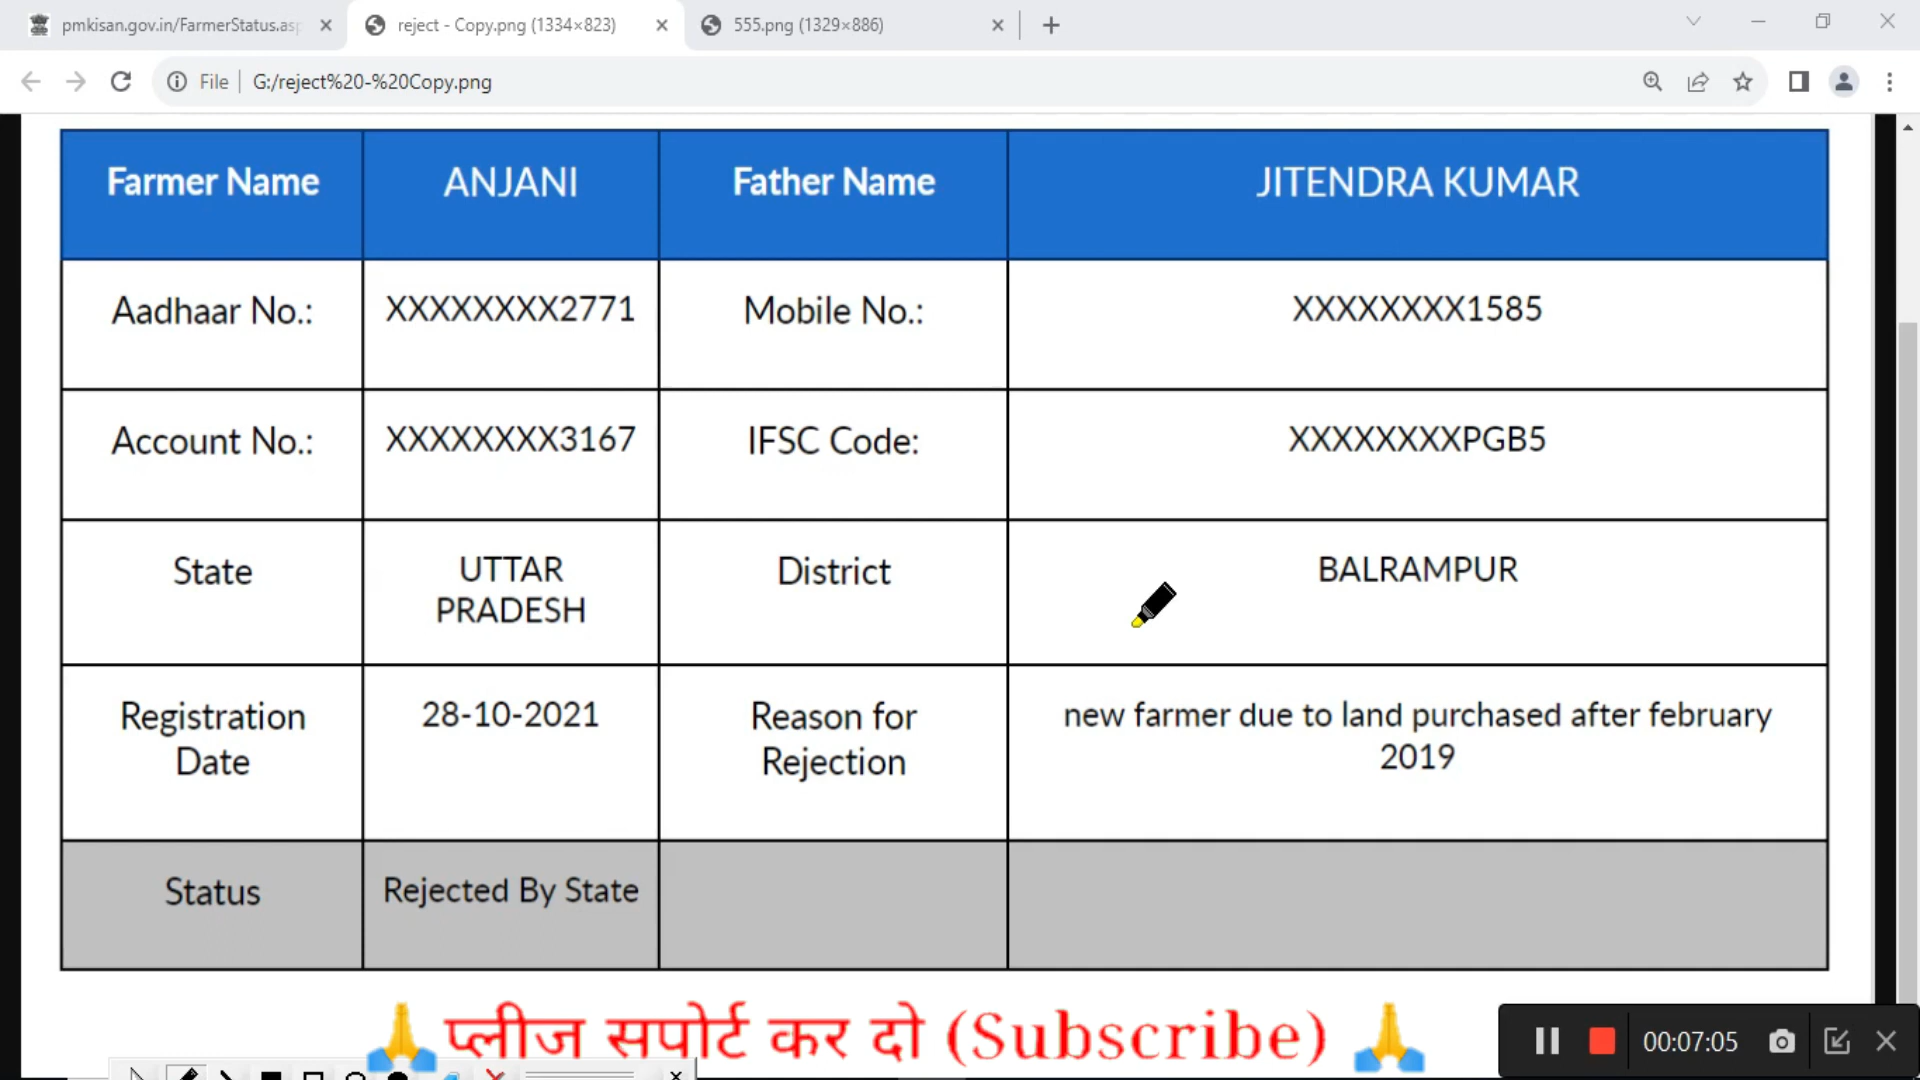 pmkisan.gov.in/FarmerStatus.asp
reject - Copy.png (1334×823)
555.png (1329×886)
File
G:/reject%20-%20Copy.png
Farmer Name
ANJANI
Father Name
JITENDRA KUMAR
Aadhaar No.:
XXXXXXXX2771
Mobile No.:
XXXXXXXX1585
Account No.:
XXXXXXXX3167
IFSC Code:
XXXXXXXXPGB5
State
UTTAR
PRADESH
District
BALRAMPUR
Registration
Date
28-10-2021
Reason for
Rejection
new farmer due to land purchased after february
2019
Status
Rejected By State
प्लीज सपोर्ट कर दो (Subscribe)
00:07:05